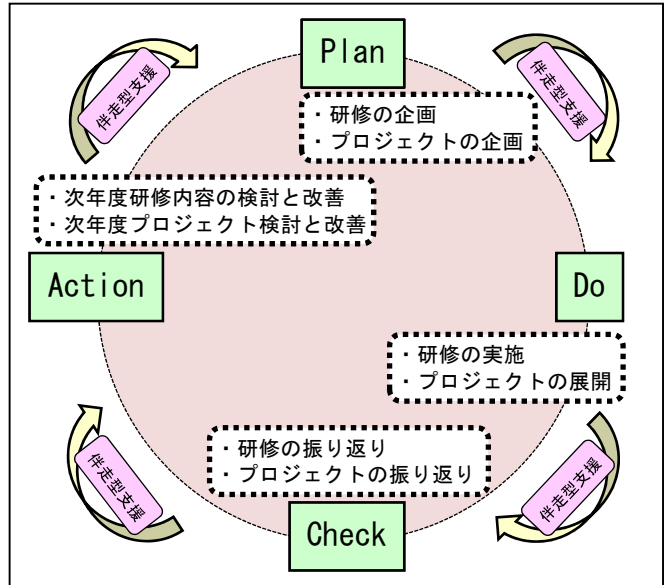 Plan
伴走型支援
伴走型支援
・研修の企画
・プロジェクトの企画
・次年度研修内容の検討と改善
・次年度プロジェクト検討と改善
Action
Do
・研修の実施
・プロジェクトの展開
・研修の振り返り
・プロジェクトの振り返り
伴走型支援
伴走型支援
Check